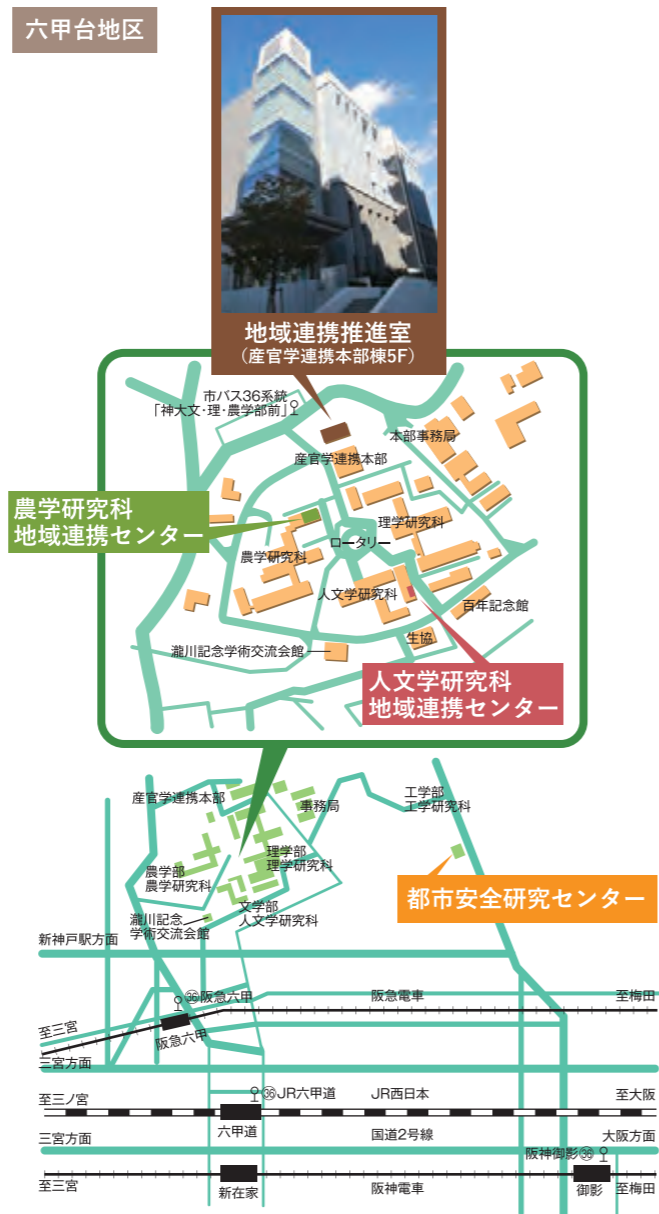 六甲台地区
地域連携推進室
（産官学連携本部棟5F）
市バス36系統
「神大文・理・農学部前」
本部事務局
産官学連携本部
農学研究科
地域連携センター
理学研究科
ロータリー
農学研究科
人文学研究科
百年記念館
生協
瀧川記念学術交流会館
人文学研究科
地域連携センター
産官学連携本部
事務局
工学部
工学研究科
理学部
理学研究科
農学部
農学研究科
都市安全研究センター
文学部
人文学研究科
瀧川記念
学術交流会館
新神戸駅方面
㊱阪急六甲
阪急電車
至梅田
至三宮
阪急六甲
三宮方面
㊱JR六甲道
JR西日本
至三ノ宮
至大阪
六甲道
三宮方面
国道2号線
大阪方面
阪神御影㊱
至三宮
新在家
阪神電車
御影
至梅田